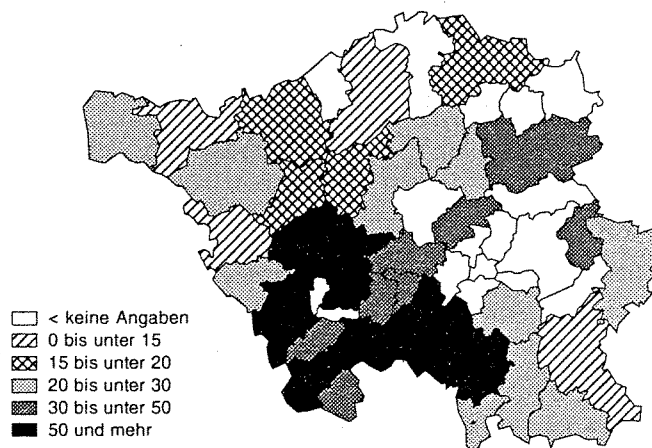 < keine Angaben
0 bis unter 15
15 bis unter 20
20 bis unter 30
30 bis unter 50
50 und mehr